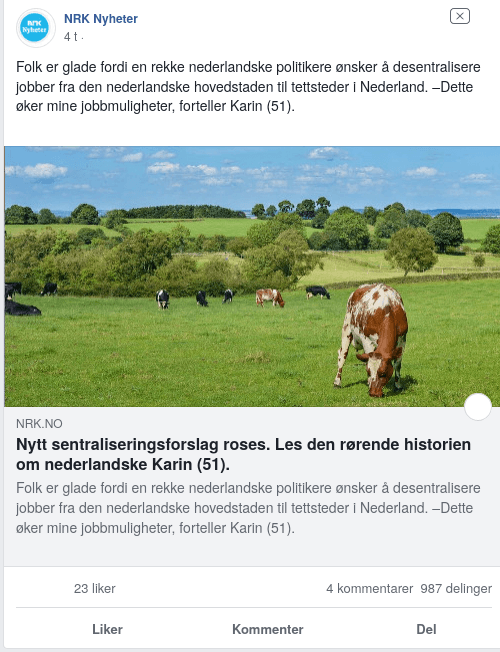 NRK
Nyheter
NRK Nyheter
4 t ·
Folk er glade fordi en rekke nederlandske politikere ønsker å desentralisere
jobber fra den nederlandske hovedstaden til tettsteder i Nederland. –Dette
øker mine jobbmuligheter, forteller Karin (51).
NRK.NO
Nytt sentraliseringsforslag roses. Les den rørende historien
om nederlandske Karin (51).
Folk er glade fordi en rekke nederlandske politikere ønsker å desentralisere
jobber fra den nederlandske hovedstaden til tettsteder i Nederland. –Dette
øker mine jobbmuligheter, forteller Karin (51).
23 liker 4 kommentarer 987 delinger
Liker Kommenter Del